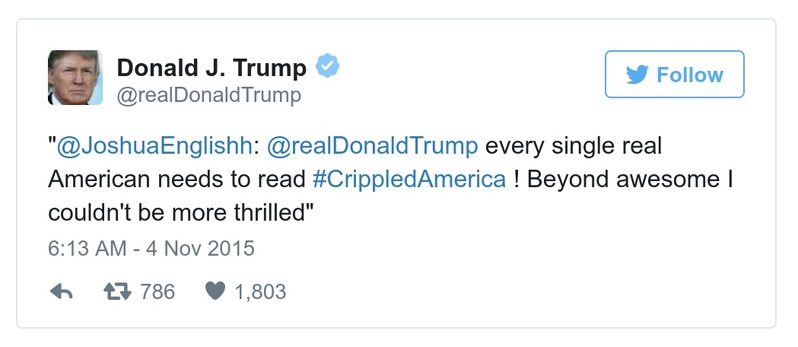 Donald J. Trump
@realDonaldTrump
Follow
"@JoshuaEnglishh: @realDonaldTrump every single real
American needs to read #CrippledAmerica ! Beyond awesome I
couldn't be more thrilled"
6:13 AM - 4 Nov 2015
786 1,803